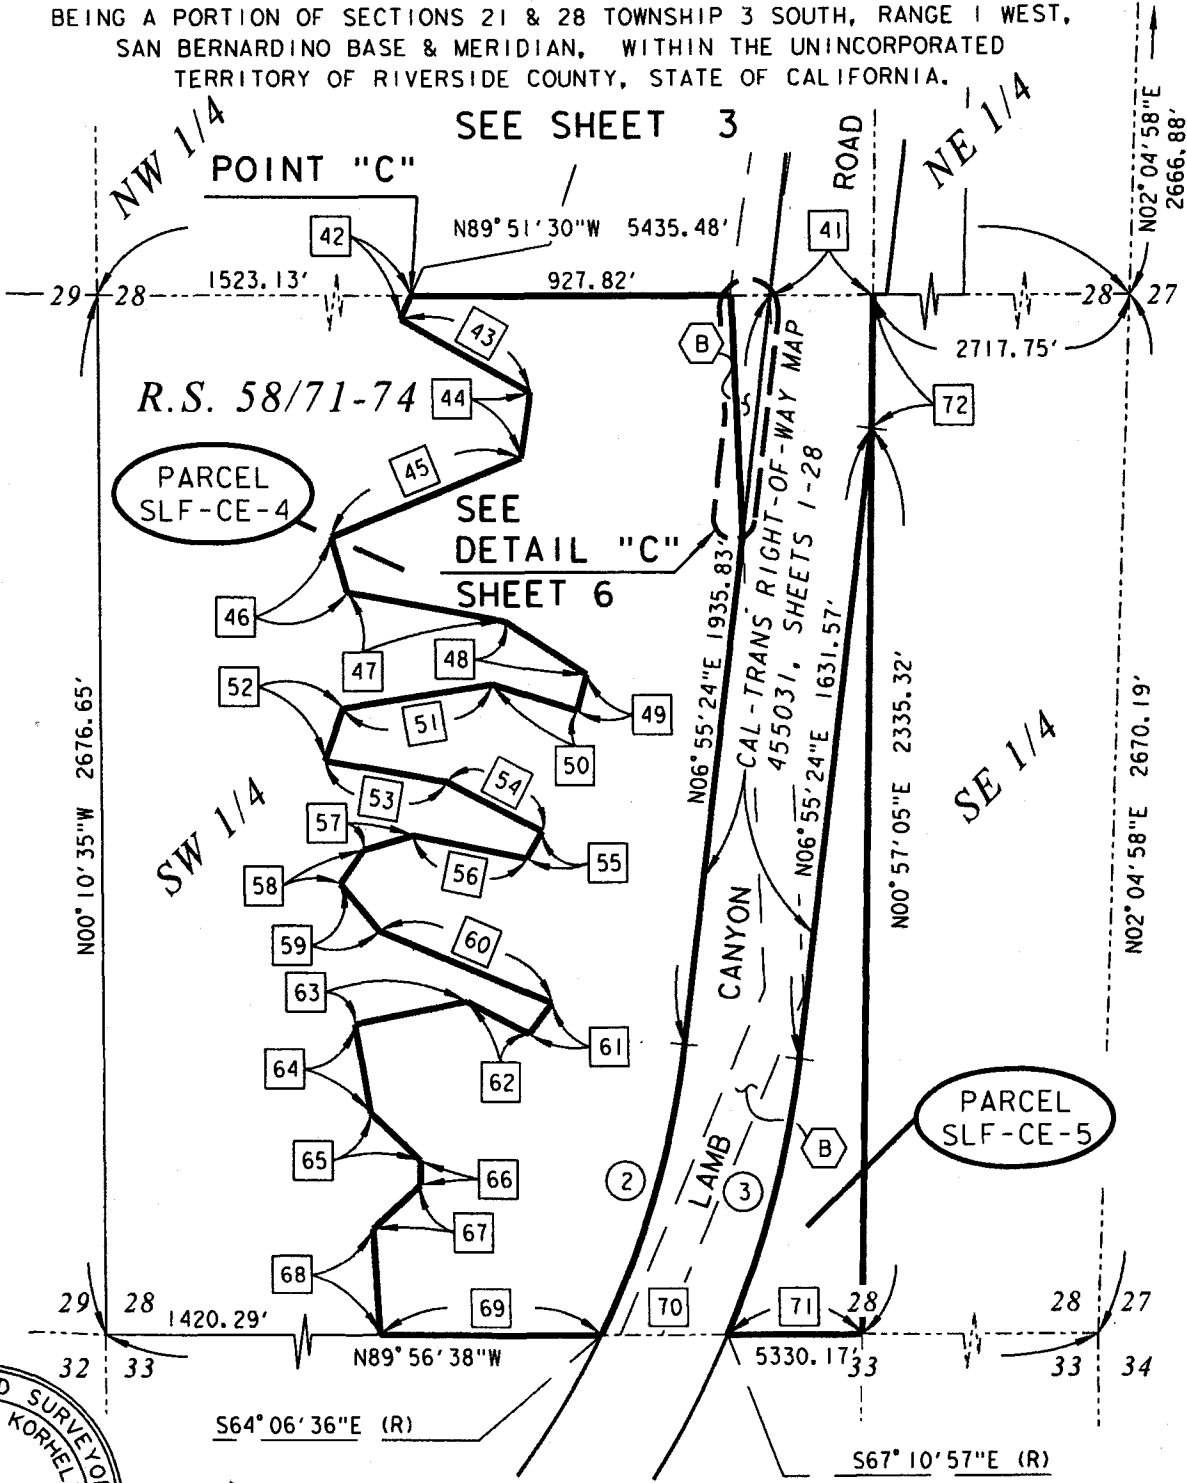 BEING A PORTION OF SECTIONS 21 & 28 TOWNSHIP 3 SOUTH, RANGE 1 WEST,
SAN BERNARDINO BASE & MERIDIAN, WITHIN THE UNINCORPORATED
TERRITORY OF RIVERSIDE COUNTY, STATE OF CALIFORNIA.
NW 1/4
SEE SHEET 3
ROAD
NE 1/4
N02°04'58"E
2666.88'
POINT "C"
42
N89°51'30"W 5435.48'
41
1523.13'
927.82'
29 28
28 27
43
B
2717.75'
R.S. 58/71-74
44
72
45
PARCEL
SLF-CE-4
SEE
DETAIL "C"
SHEET 6
CAL-TRANS RIGHT-OF-WAY MAP
455031, SHEETS 1-28
46
47
48
N06°55'24"E 1935.83'
N06°55'24"E 1631.57'
52
51
49
50
N00°10'35"W 2676.65'
N00°57'05"E 2335.32'
SE 1/4
N02°04'58"E 2670.19'
54
53
SW 1/4
57
56
55
58
59
60
CANYON
63
61
64
62
PARCEL
SLF-CE-5
65
66
LAMB
B
2
3
67
68
69
70
71
29 28
1420.29'
28
28 27
N89°56'38"W
5330.17'
32 33
33
33 34
D SURVEYO
KORHEL
S64°06'36"E (R)
S67°10'57"E (R)